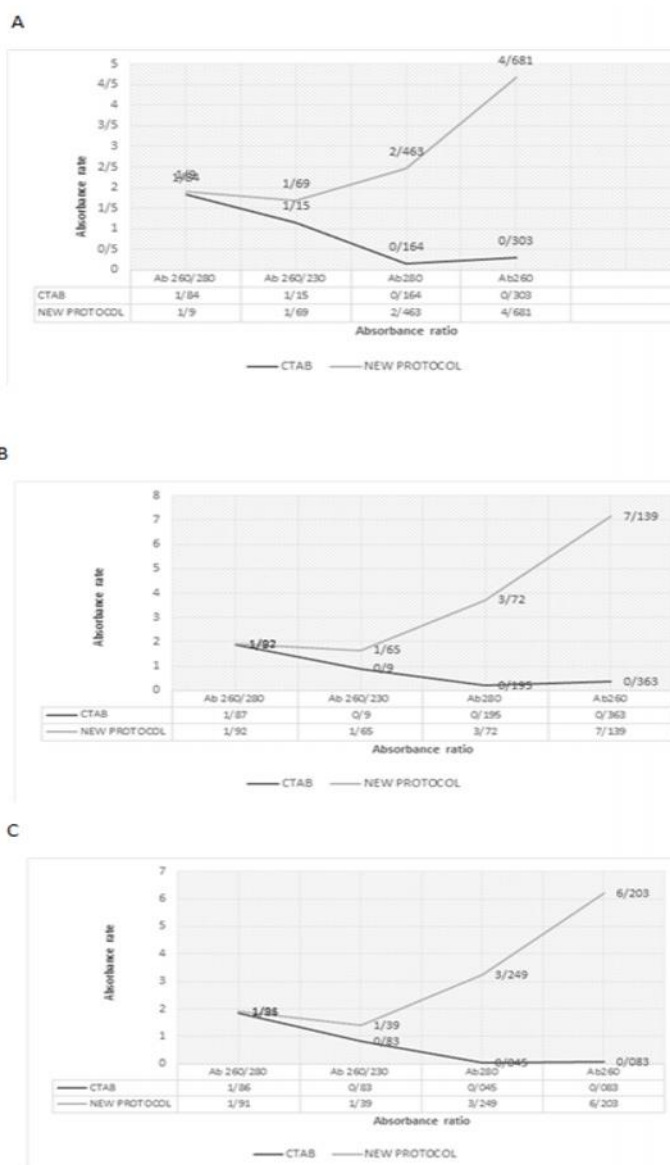 A
5
4/5
4
3/5
3
2/5
2
1/5
1
0/5
0
Absorbance rate
4/681
2/463
1/69
1/15
0/164
0/303
1/84
Ab 260/280 Ab 260/230 Ab280 Ab260
CTAB 1/84 1/15 0/164 0/303
NEW PROTOCOL 1/9 1/69 2/463 4/681
Absorbance ratio
CTAB NEW PROTOCOL
B
8
7
6
5
4
3
2
1
0
Absorbance rate
7/139
3/72
1/65
0/9
0/195
0/363
Ab 260/280 Ab 260/230 Ab280 Ab260
CTAB 1/87 0/9 0/195 0/363
NEW PROTOCOL 1/92 1/65 3/72 7/139
Absorbance ratio
CTAB NEW PROTOCOL
C
7
6
5
4
3
2
1
0
Absorbance rate
6/203
3/249
1/39
0/83
0/045
0/083
Ab 260/280 Ab 260/230 Ab280 Ab260
CTAB 1/86 0/83 0/045 0/083
NEW PROTOCOL 1/91 1/39 3/249 6/203
Absorbance ratio
CTAB NEW PROTOCOL